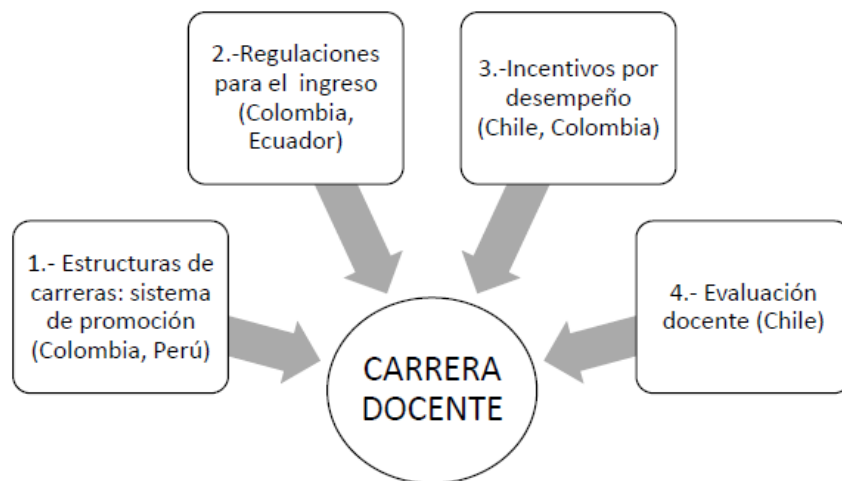 2.-Regulaciones
para el ingreso
(Colombia,
Ecuador)
3.-Incentivos por
desempeño
(Chile, Colombia)
1.- Estructuras de
carreras: sistema
de promoción
(Colombia, Perú)
4.- Evaluación
docente (Chile)
CARRERA
DOCENTE